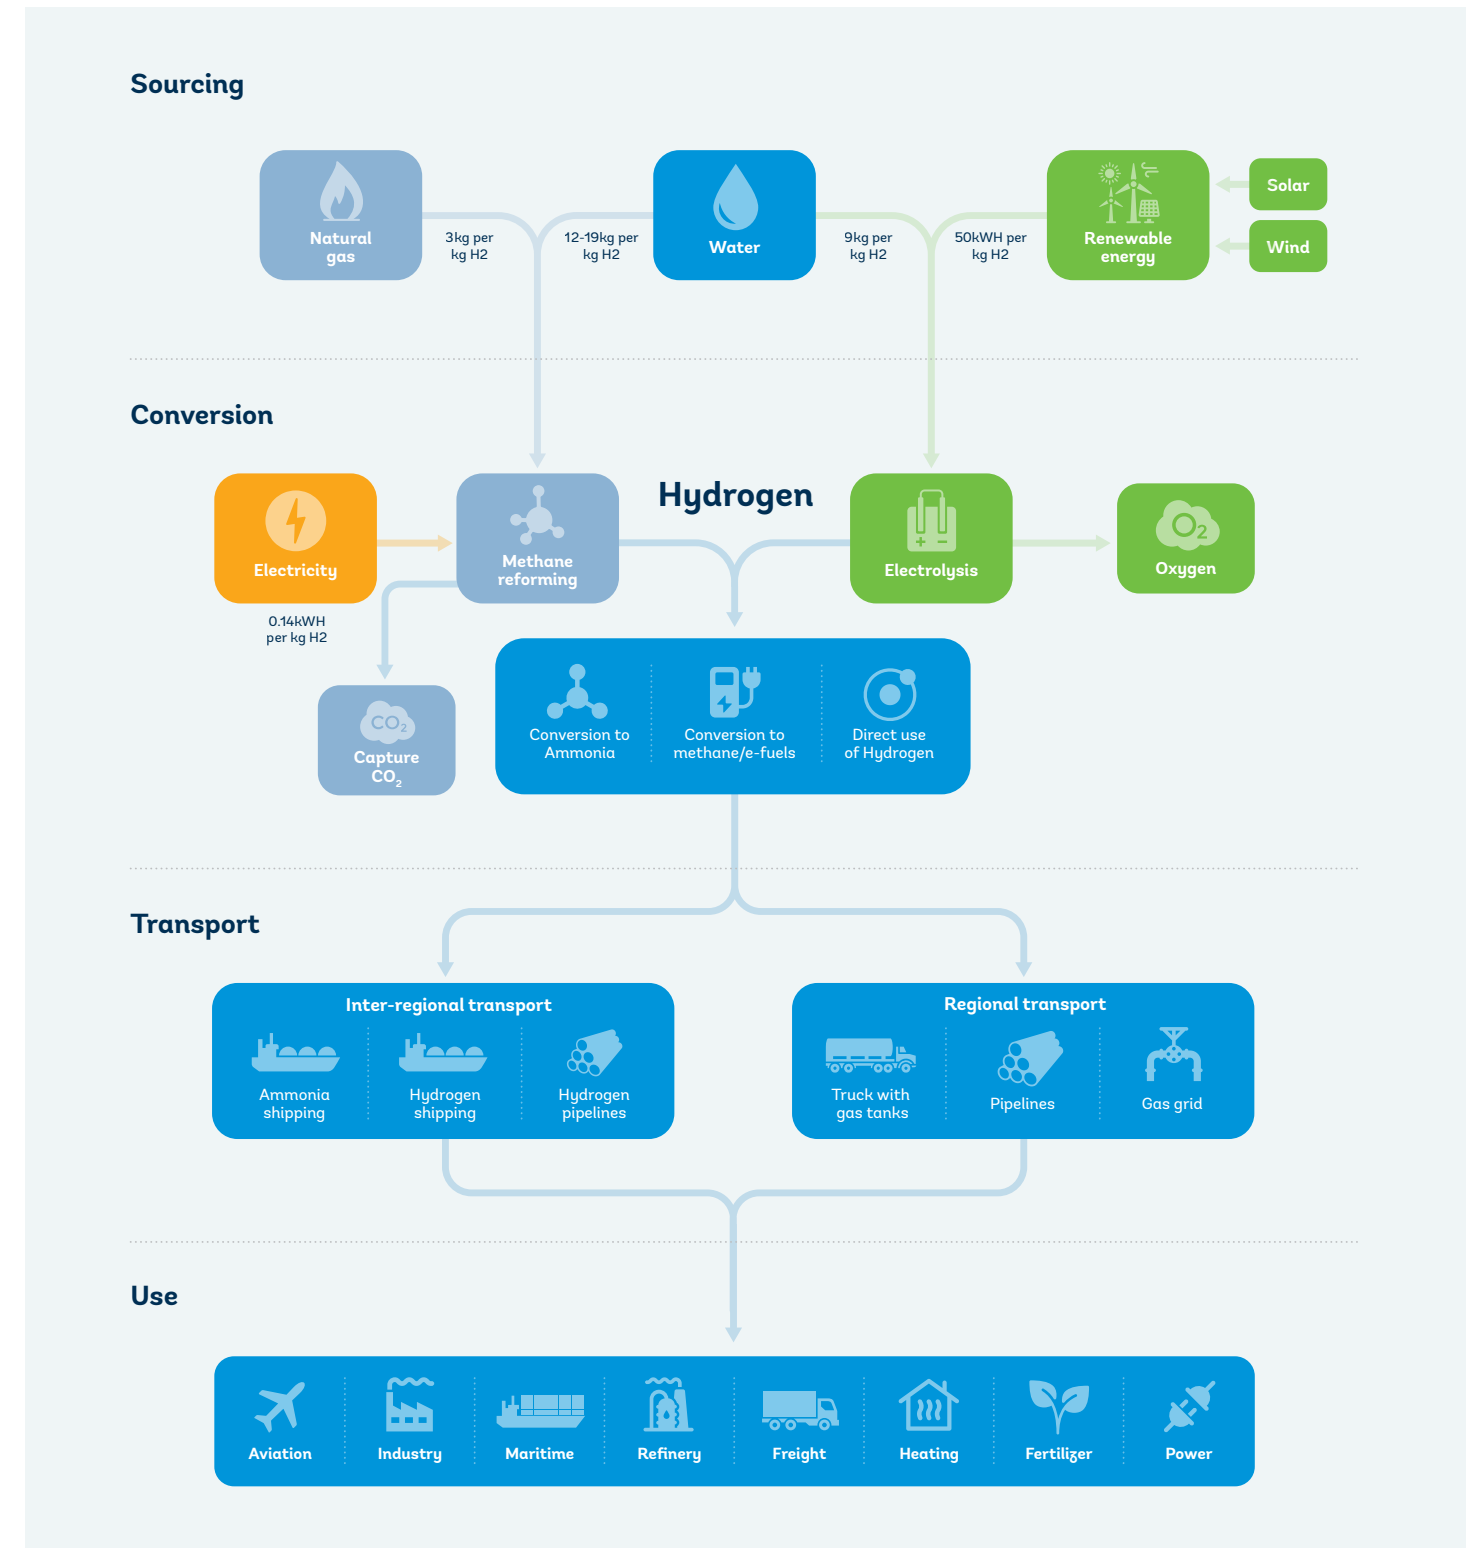 Sourcing
Natural
gas
3kg per
kg H2
12-19kg per
kg H2
Water
9kg per
kg H2
50kWH per
kg H2
Renewable
energy
Solar
Wind
Conversion
Hydrogen
Electricity
0.14kWH
per kg H2
Methane
reforming
Electrolysis
O2
Oxygen
CO2
Capture
CO2
Conversion to
Ammonia
Conversion to
methane/e-fuels
Direct use
of Hydrogen
Transport
Inter-regional transport
Ammonia
shipping
Hydrogen
shipping
Hydrogen
pipelines
Regional transport
Truck with
gas tanks
Pipelines
Gas grid
Use
Aviation
Industry
Maritime
Refinery
Freight
Heating
Fertilizer
Power